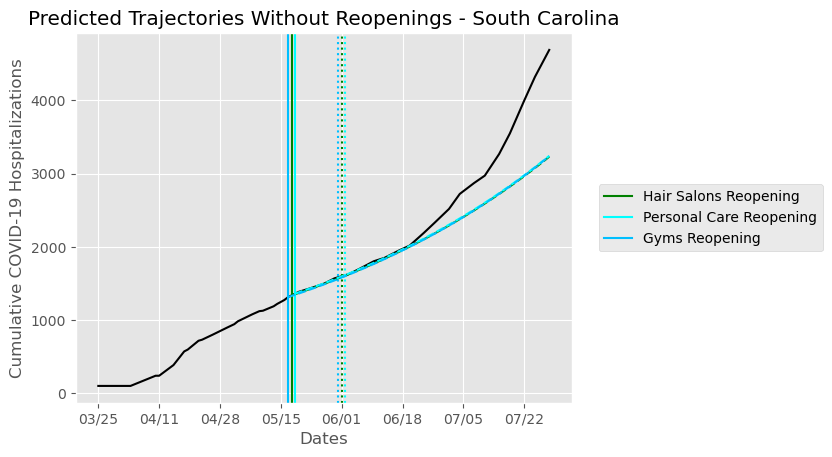 Predicted Trajectories Without Reopenings - South Carolina
Cumulative COVID-19 Hospitalizations
4000
3000
2000
1000
0
03/25 04/11 04/28 05/15 06/01 06/18 07/05 07/22
Dates
Hair Salons Reopening
Personal Care Reopening
Gyms Reopening